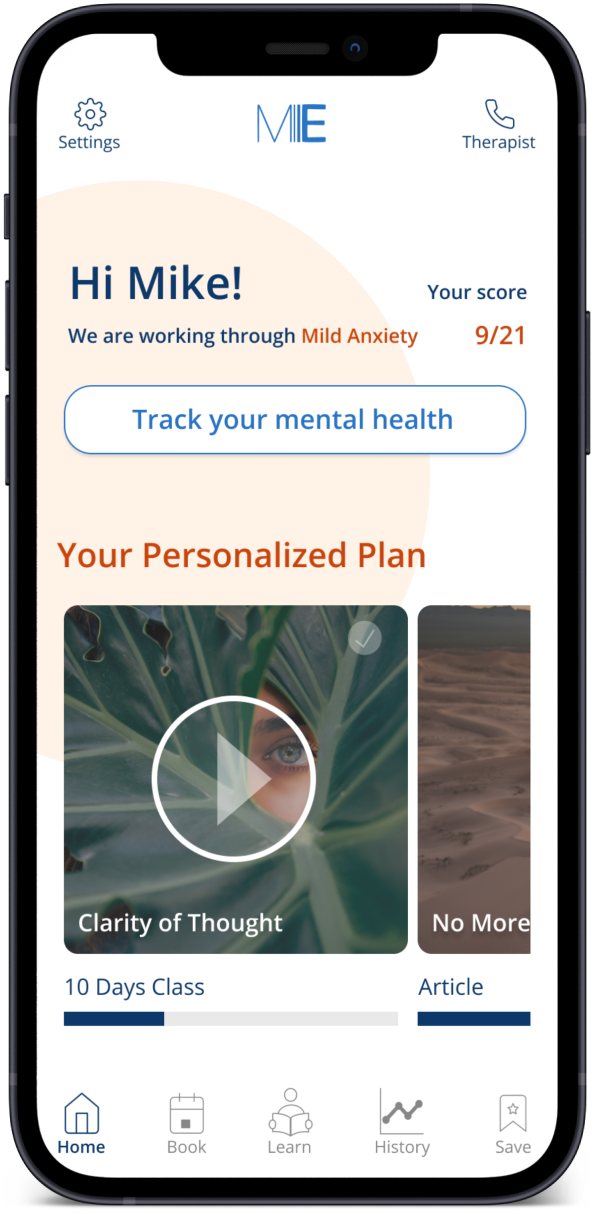 Settings
ME
Therapist
Hi Mike!
Your score
We are working through Mild Anxiety
9/21
Track your mental health
Your Personalized Plan
Clarity of Thought
No More
10 Days Class
Article
Home
Book
Learn
History
Save